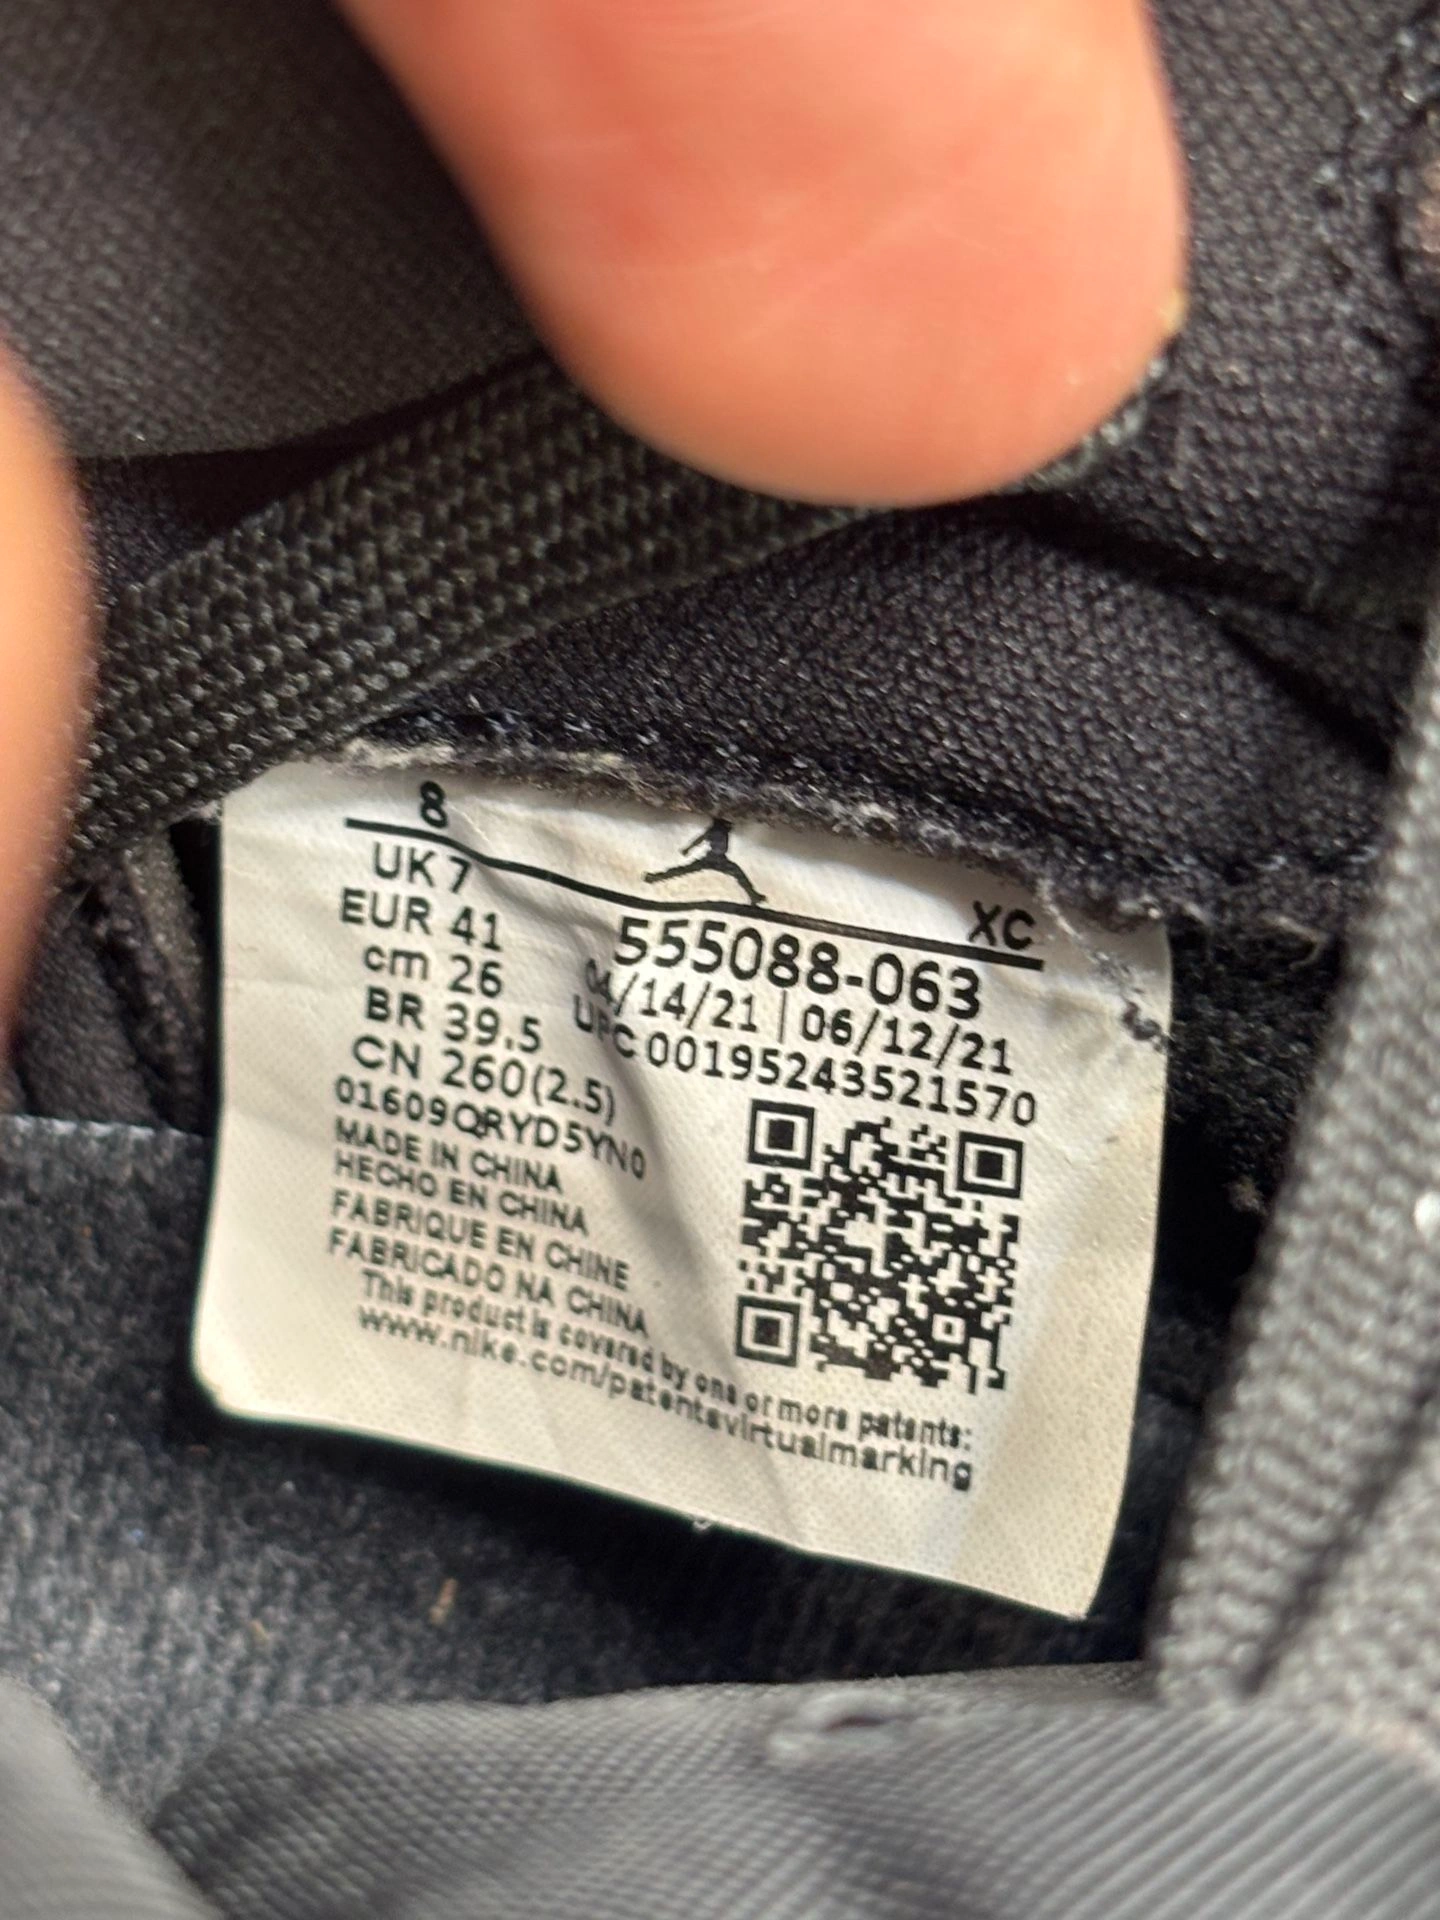 8
UK 7
EUR 41
cm 26
BR 39.5
CN 260(2.5)
XC
555088-063
04/14/21 | 06/12/21
UPC 00195243521570
01609QRYD5YN0
MADE IN CHINA
HECHO EN CHINA
FABRIQUE EN CHINE
FABRICADO NA CHINA
This product is covered by one or more patents:
www.nike.com/patentsvirtualmarking